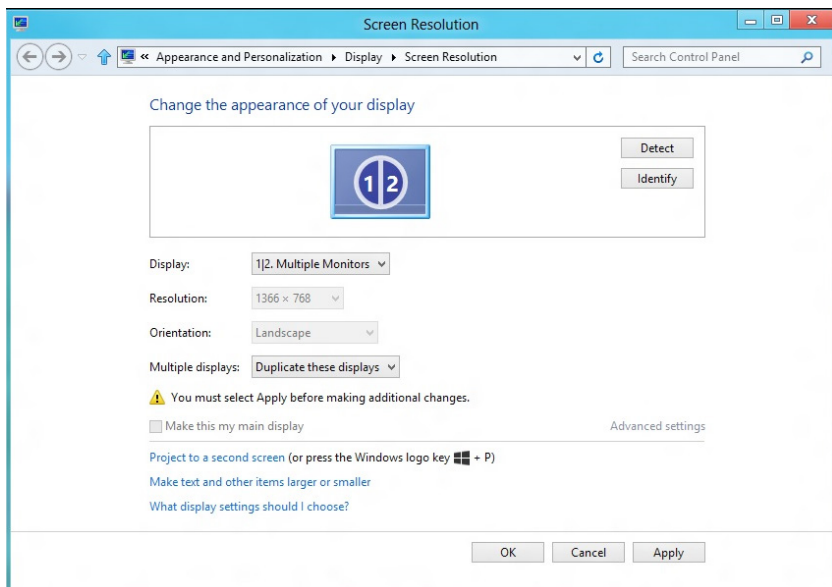 Screen Resolution
« Appearance and Personalization Display Screen Resolution
Search Control Panel
Change the appearance of your display
1|2
Detect
Identify
Display: 1|2. Multiple Monitors
Resolution: 1366 × 768
Orientation: Landscape
Multiple displays: Duplicate these displays
You must select Apply before making additional changes.
Make this my main display
Advanced settings
Project to a second screen (or press the Windows logo key + P)
Make text and other items larger or smaller
What display settings should I choose?
OK Cancel Apply